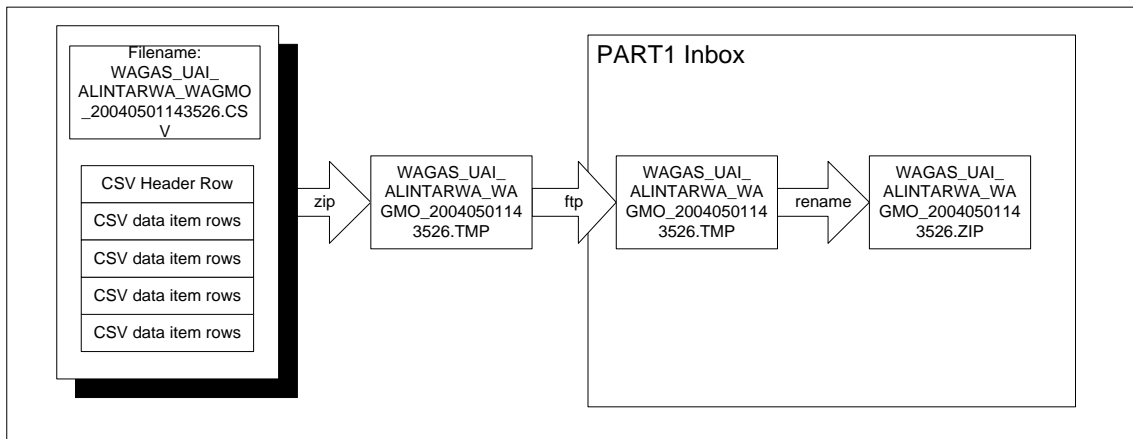 Filename:
WAGAS_UAI_
ALINTARWA_WAGMO
_20040501143526.CS
V
CSV Header Row
CSV data item rows
CSV data item rows
CSV data item rows
CSV data item rows
zip
WAGAS_UAI_
ALINTARWA_WA
GMO_2004050114
3526.TMP
ftp
PART1 Inbox
WAGAS_UAI_
ALINTARWA_WA
GMO_2004050114
3526.TMP
rename
WAGAS_UAI_
ALINTARWA_WA
GMO_2004050114
3526.ZIP